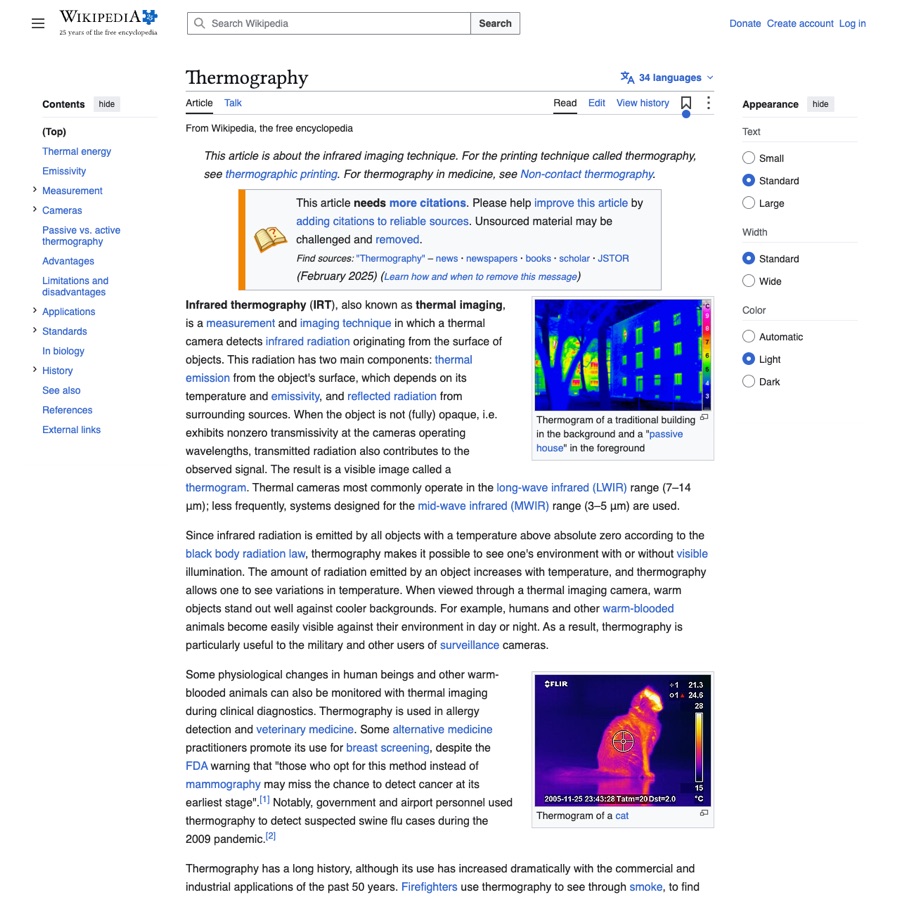 WIKIPEDIA
25 years of the free encyclopedia
Search Wikipedia
Search
Donate Create account Log in
Contents hide
(Top)
Thermal energy
Emissivity
Measurement
Cameras
Passive vs. active
thermography
Advantages
Limitations and
disadvantages
Applications
Standards
In biology
History
See also
References
External links
Thermography
34 languages
Article Talk
Read Edit View history
From Wikipedia, the free encyclopedia
This article is about the infrared imaging technique. For the printing technique called thermography,
see thermographic printing. For thermography in medicine, see Non-contact thermography.
This article needs more citations. Please help improve this article by
adding citations to reliable sources. Unsourced material may be
challenged and removed.
Find sources: "Thermography" – news · newspapers · books · scholar · JSTOR
(February 2025) (Learn how and when to remove this message)
Infrared thermography (IRT), also known as thermal imaging,
is a measurement and imaging technique in which a thermal
camera detects infrared radiation originating from the surface of
objects. This radiation has two main components: thermal
emission from the object's surface, which depends on its
temperature and emissivity, and reflected radiation from
surrounding sources. When the object is not (fully) opaque, i.e.
exhibits nonzero transmissivity at the cameras operating
wavelengths, transmitted radiation also contributes to the
observed signal. The result is a visible image called a
thermogram. Thermal cameras most commonly operate in the long-wave infrared (LWIR) range (7–14
μm); less frequently, systems designed for the mid-wave infrared (MWIR) range (3–5 μm) are used.
Thermogram of a traditional building
in the background and a "passive
house" in the foreground
Since infrared radiation is emitted by all objects with a temperature above absolute zero according to the
black body radiation law, thermography makes it possible to see one's environment with or without visible
illumination. The amount of radiation emitted by an object increases with temperature, and thermography
allows one to see variations in temperature. When viewed through a thermal imaging camera, warm
objects stand out well against cooler backgrounds. For example, humans and other warm-blooded
animals become easily visible against their environment in day or night. As a result, thermography is
particularly useful to the military and other users of surveillance cameras.
Some physiological changes in human beings and other warm-
blooded animals can also be monitored with thermal imaging
during clinical diagnostics. Thermography is used in allergy
detection and veterinary medicine. Some alternative medicine
practitioners promote its use for breast screening, despite the
FDA warning that "those who opt for this method instead of
mammography may miss the chance to detect cancer at its
earliest stage".[1] Notably, government and airport personnel used
thermography to detect suspected swine flu cases during the
2009 pandemic.[2]
FLIR
÷1 21.3
24.6
28
15
2005-11-25 23:43:28 Tatm=20 Dst=2.0 °C
Thermogram of a cat
Thermography has a long history, although its use has increased dramatically with the commercial and
industrial applications of the past 50 years. Firefighters use thermography to see through smoke, to find
Appearance hide
Text
Small
Standard
Large
Width
Standard
Wide
Color
Automatic
Light
Dark